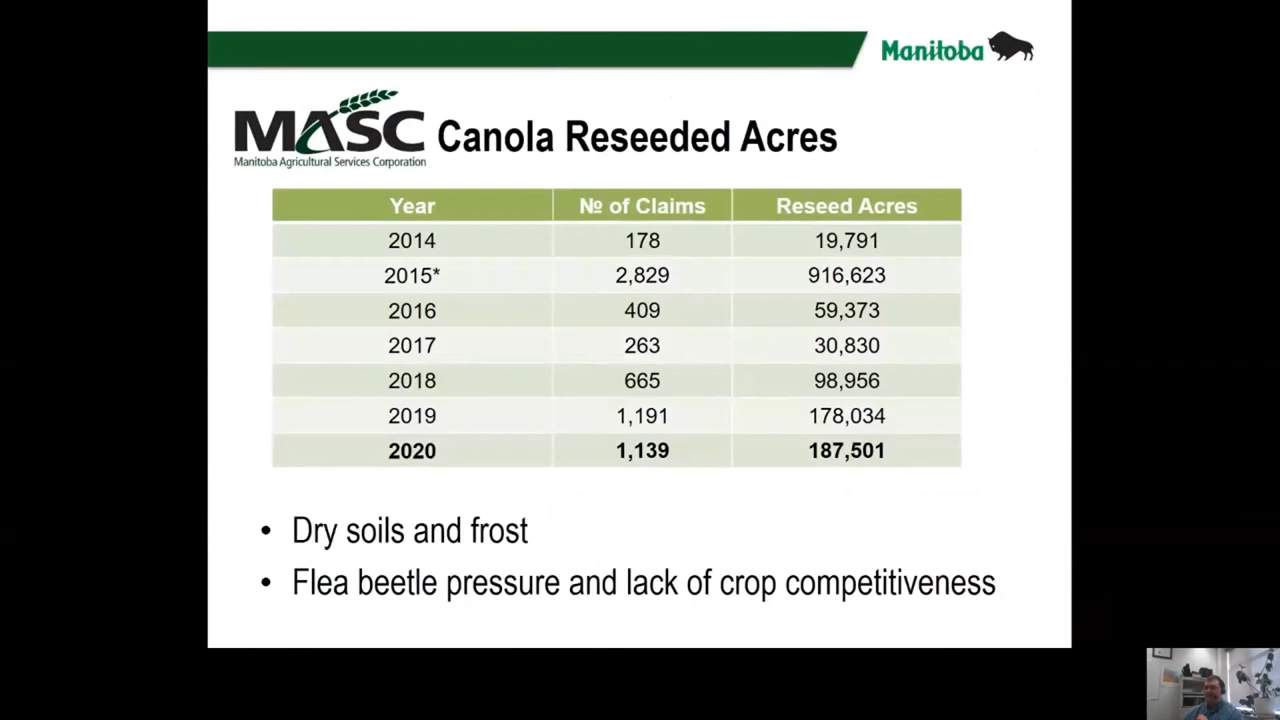 Manitoba
MASC
Manitoba Agricultural Services Corporation
Canola Reseeded Acres
Year № of Claims Reseed Acres
2014 178 19,791
2015* 2,829 916,623
2016 409 59,373
2017 263 30,830
2018 665 98,956
2019 1,191 178,034
2020 1,139 187,501
• Dry soils and frost
• Flea beetle pressure and lack of crop competitiveness